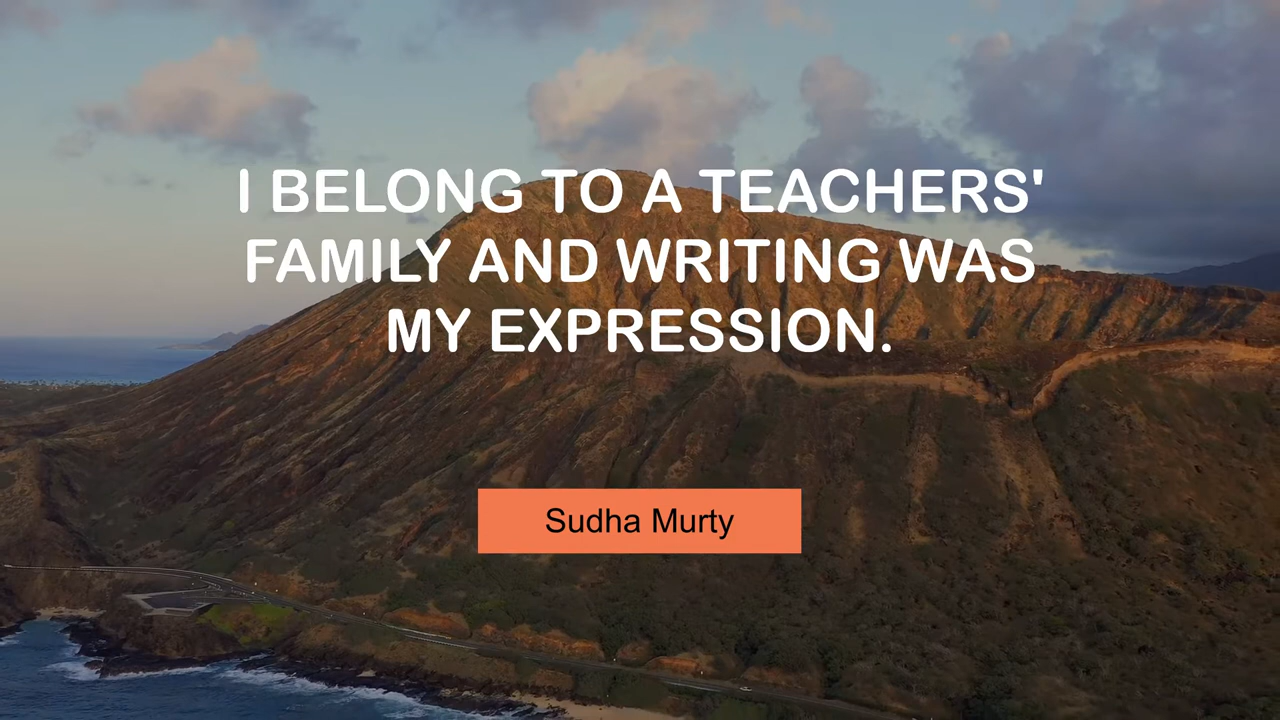 I BELONG TO A TEACHERS'
FAMILY AND WRITING WAS
MY EXPRESSION.
Sudha Murty